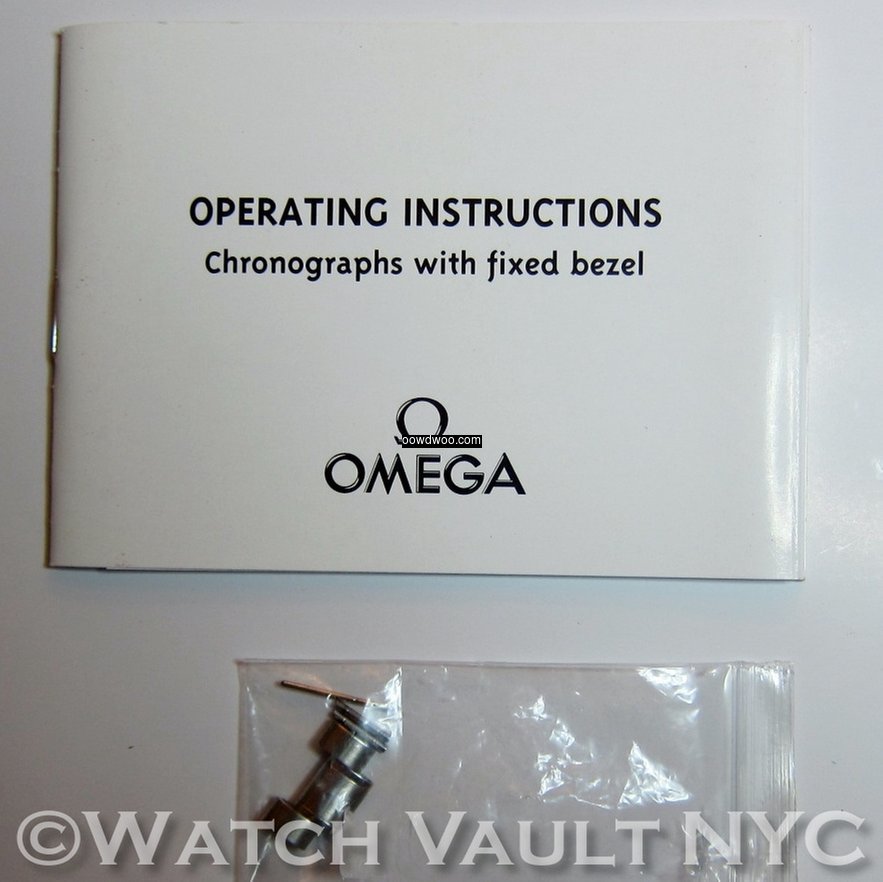 OPERATING INSTRUCTIONS
Chronographs with fixed bezel
Ω
oowdwoo.com
OMEGA
©WATCH VAULT NYC